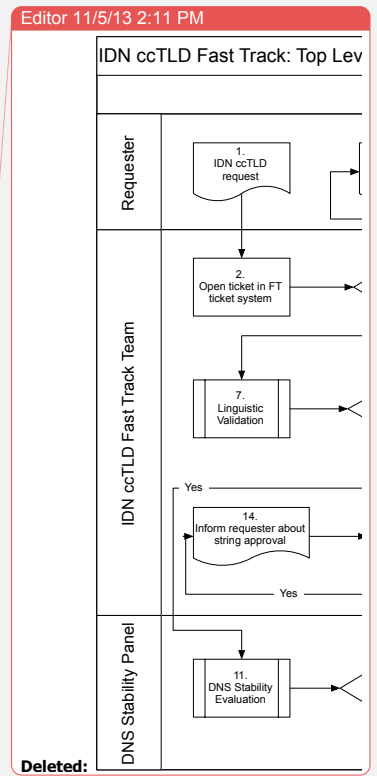 Editor 11/5/13 2:11 PM
IDN ccTLD Fast Track: Top Lev
Requester
1.
IDN ccTLD
request
IDN ccTLD Fast Track Team
2.
Open ticket in FT
ticket system
7.
Linguistic
Validation
Yes
14.
Inform requester about
string approval
Yes
DNS Stability Panel
11.
DNS Stability
Evaluation
Deleted: